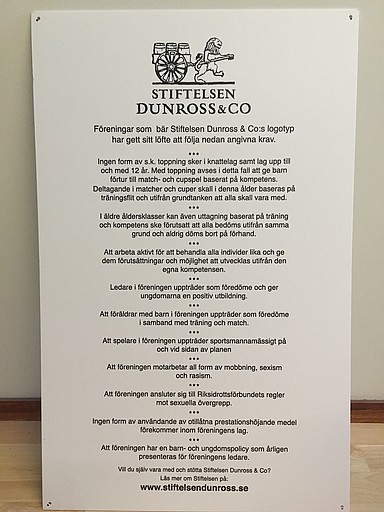 STIFTELSEN
DUNROSS&CO
Föreningar som bär Stiftelsen Dunross & Co:s logotyp
har gett sitt löfte att följa nedan angivna krav.
•••
Ingen form av s.k. toppning sker i knattelag samt lag upp till
och med 12 år. Med toppning avses i detta fall att ge barn
förtur till match- och cupspel baserat på kompetens.
Deltagande i matcher och cuper skall i denna ålder baseras på
träningsflit och utifrån grundtanken att alla skall vara med.
•••
I äldre åldersklasser kan även uttagning baserat på träning
och kompetens ske förutsatt att alla bedöms utifrån samma
grund och aldrig döms bort på förhand.
•••
Att arbeta aktivt för att behandla alla individer lika och ge
dem förutsättningar och möjlighet att utvecklas utifrån den
egna kompetensen.
•••
Ledare i föreningen uppträder som föredöme och ger
ungdomarna en positiv utbildning.
•••
Att föräldrar med barn i föreningen uppträder som föredöme
i samband med träning och match.
•••
Att spelare i föreningen uppträder sportsmannamässigt på
och vid sidan av planen
•••
Att föreningen motarbetar all form av mobbning, sexism
och rasism.
•••
Att föreningen ansluter sig till Riksidrottsförbundets regler
mot sexuella övergrepp.
•••
Ingen form av användande av otillåtna prestationshöjande medel
förekommer inom föreningens lag.
•••
Att föreningen har en barn- och ungdomspolicy som årligen
presenteras för föreningens ledare.
Vill du själv vara med och stötta Stiftelsen Dunross & Co?
Läs mer om Stiftelsen på:
www.stiftelsendunross.se